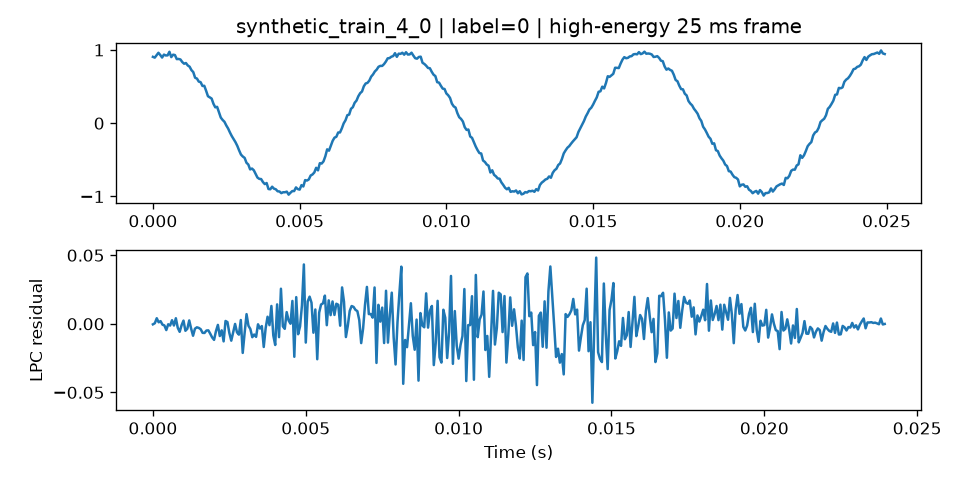 synthetic_train_4_0 | label=0 | high-energy 25 ms frame
1
0
−1
0.000 0.005 0.010 0.015 0.020 0.025
0.05
0.00
−0.05
LPC residual
0.000 0.005 0.010 0.015 0.020 0.025
Time (s)